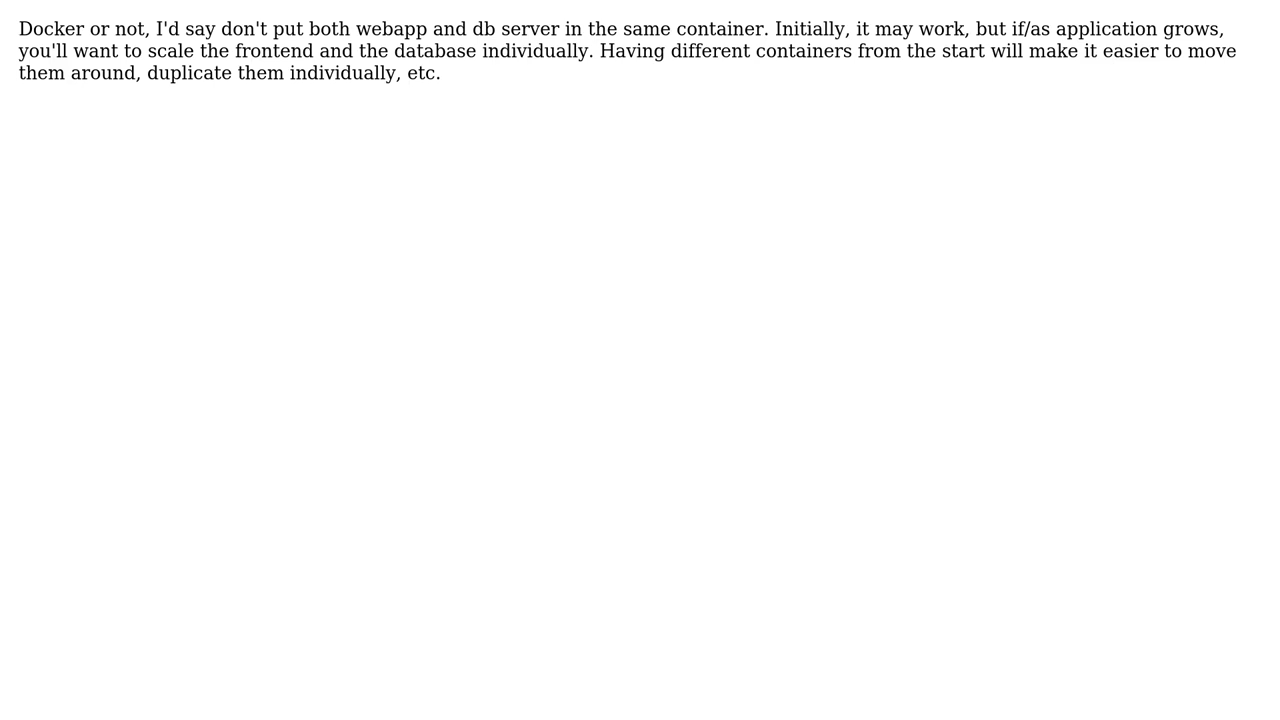 Docker or not, I'd say don't put both webapp and db server in the same container. Initially, it may work, but if/as application grows,
you'll want to scale the frontend and the database individually. Having different containers from the start will make it easier to move
them around, duplicate them individually, etc.